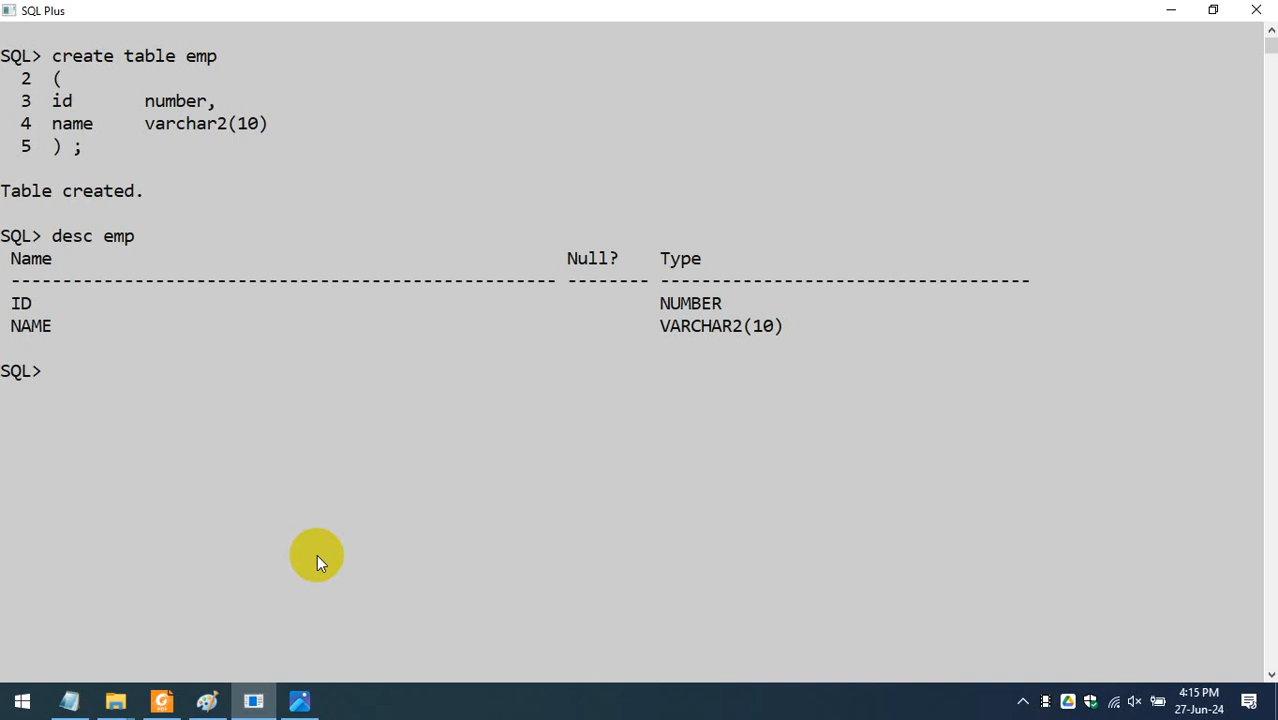 SQL Plus
SQL> create table emp
2 (
3 id number,
4 name varchar2(10)
5 ) ;
Table created.
SQL> desc emp
Name Null? Type
----------------------------------------------------- -------- ------------------------------------
ID NUMBER
NAME VARCHAR2(10)
SQL>
PDF
4:15 PM
27-Jun-24